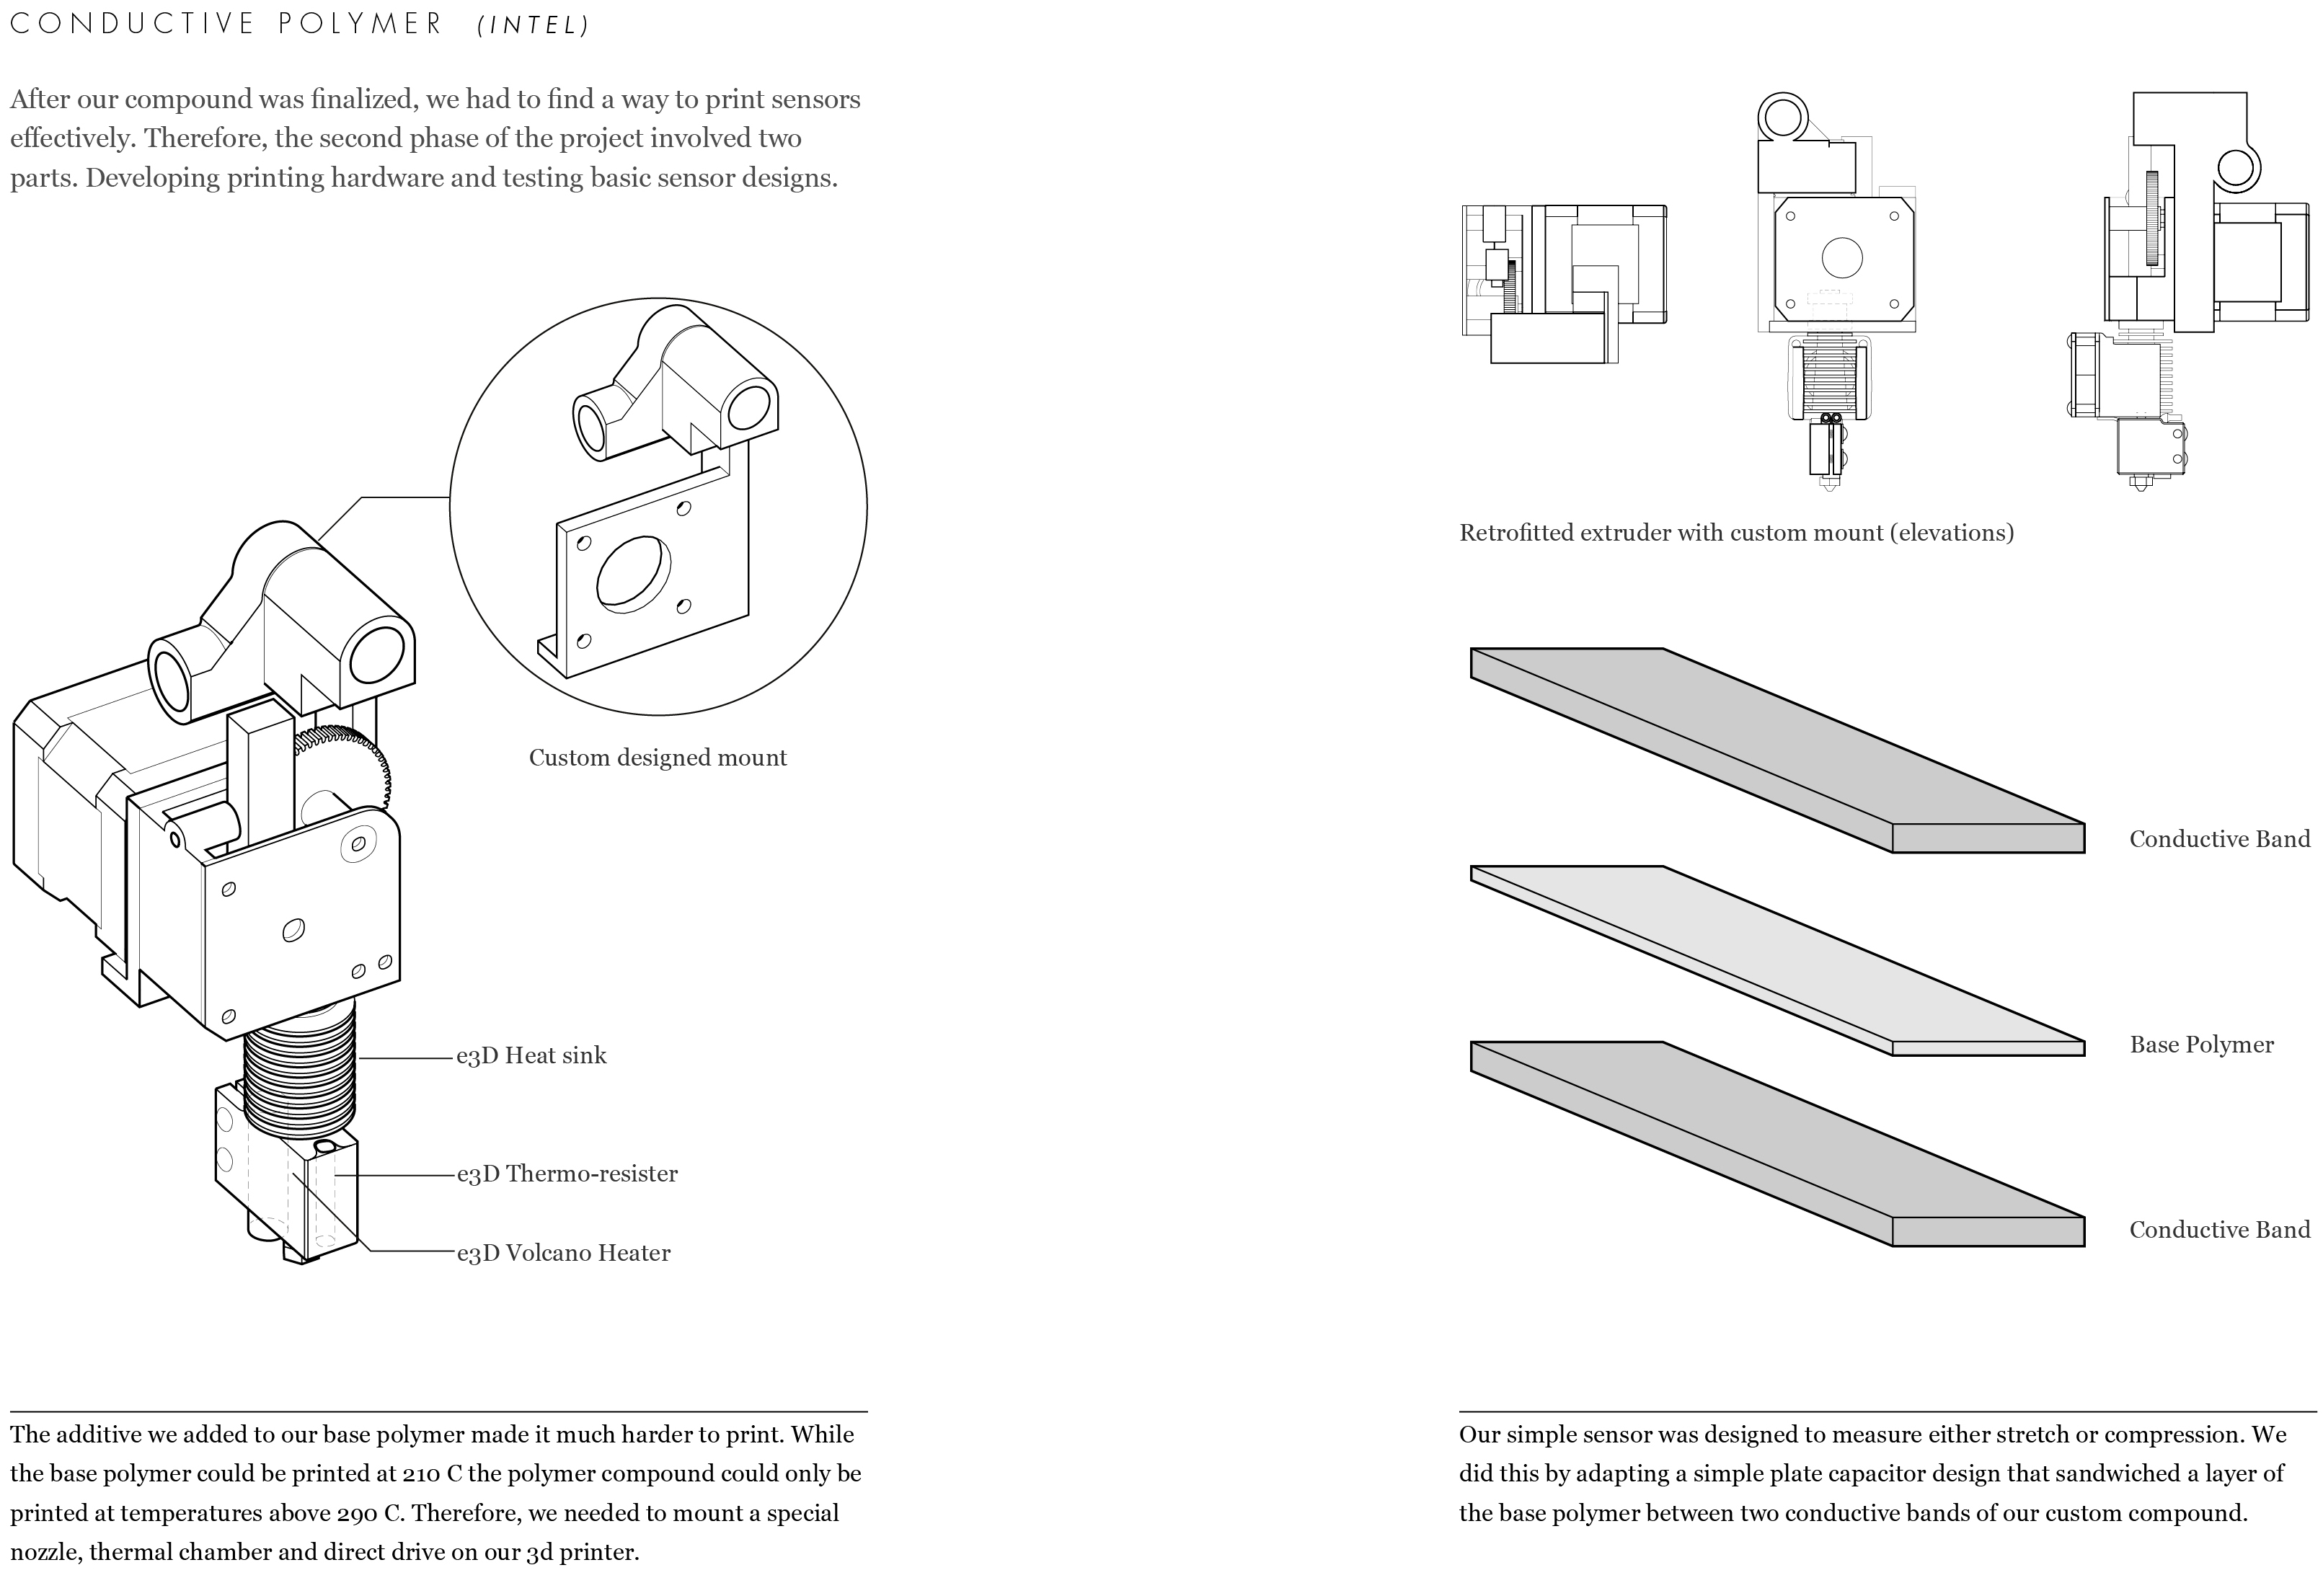 CONDUCTIVE POLYMER (INTEL)
After our compound was finalized, we had to find a way to print sensors
effectively. Therefore, the second phase of the project involved two
parts. Developing printing hardware and testing basic sensor designs.
Custom designed mount
e3D Heat sink
e3D Thermo-resister
e3D Volcano Heater
The additive we added to our base polymer made it much harder to print. While
the base polymer could be printed at 210 C the polymer compound could only be
printed at temperatures above 290 C. Therefore, we needed to mount a special
nozzle, thermal chamber and direct drive on our 3d printer.
Retrofitted extruder with custom mount (elevations)
Conductive Band
Base Polymer
Conductive Band
Our simple sensor was designed to measure either stretch or compression. We
did this by adapting a simple plate capacitor design that sandwiched a layer of
the base polymer between two conductive bands of our custom compound.